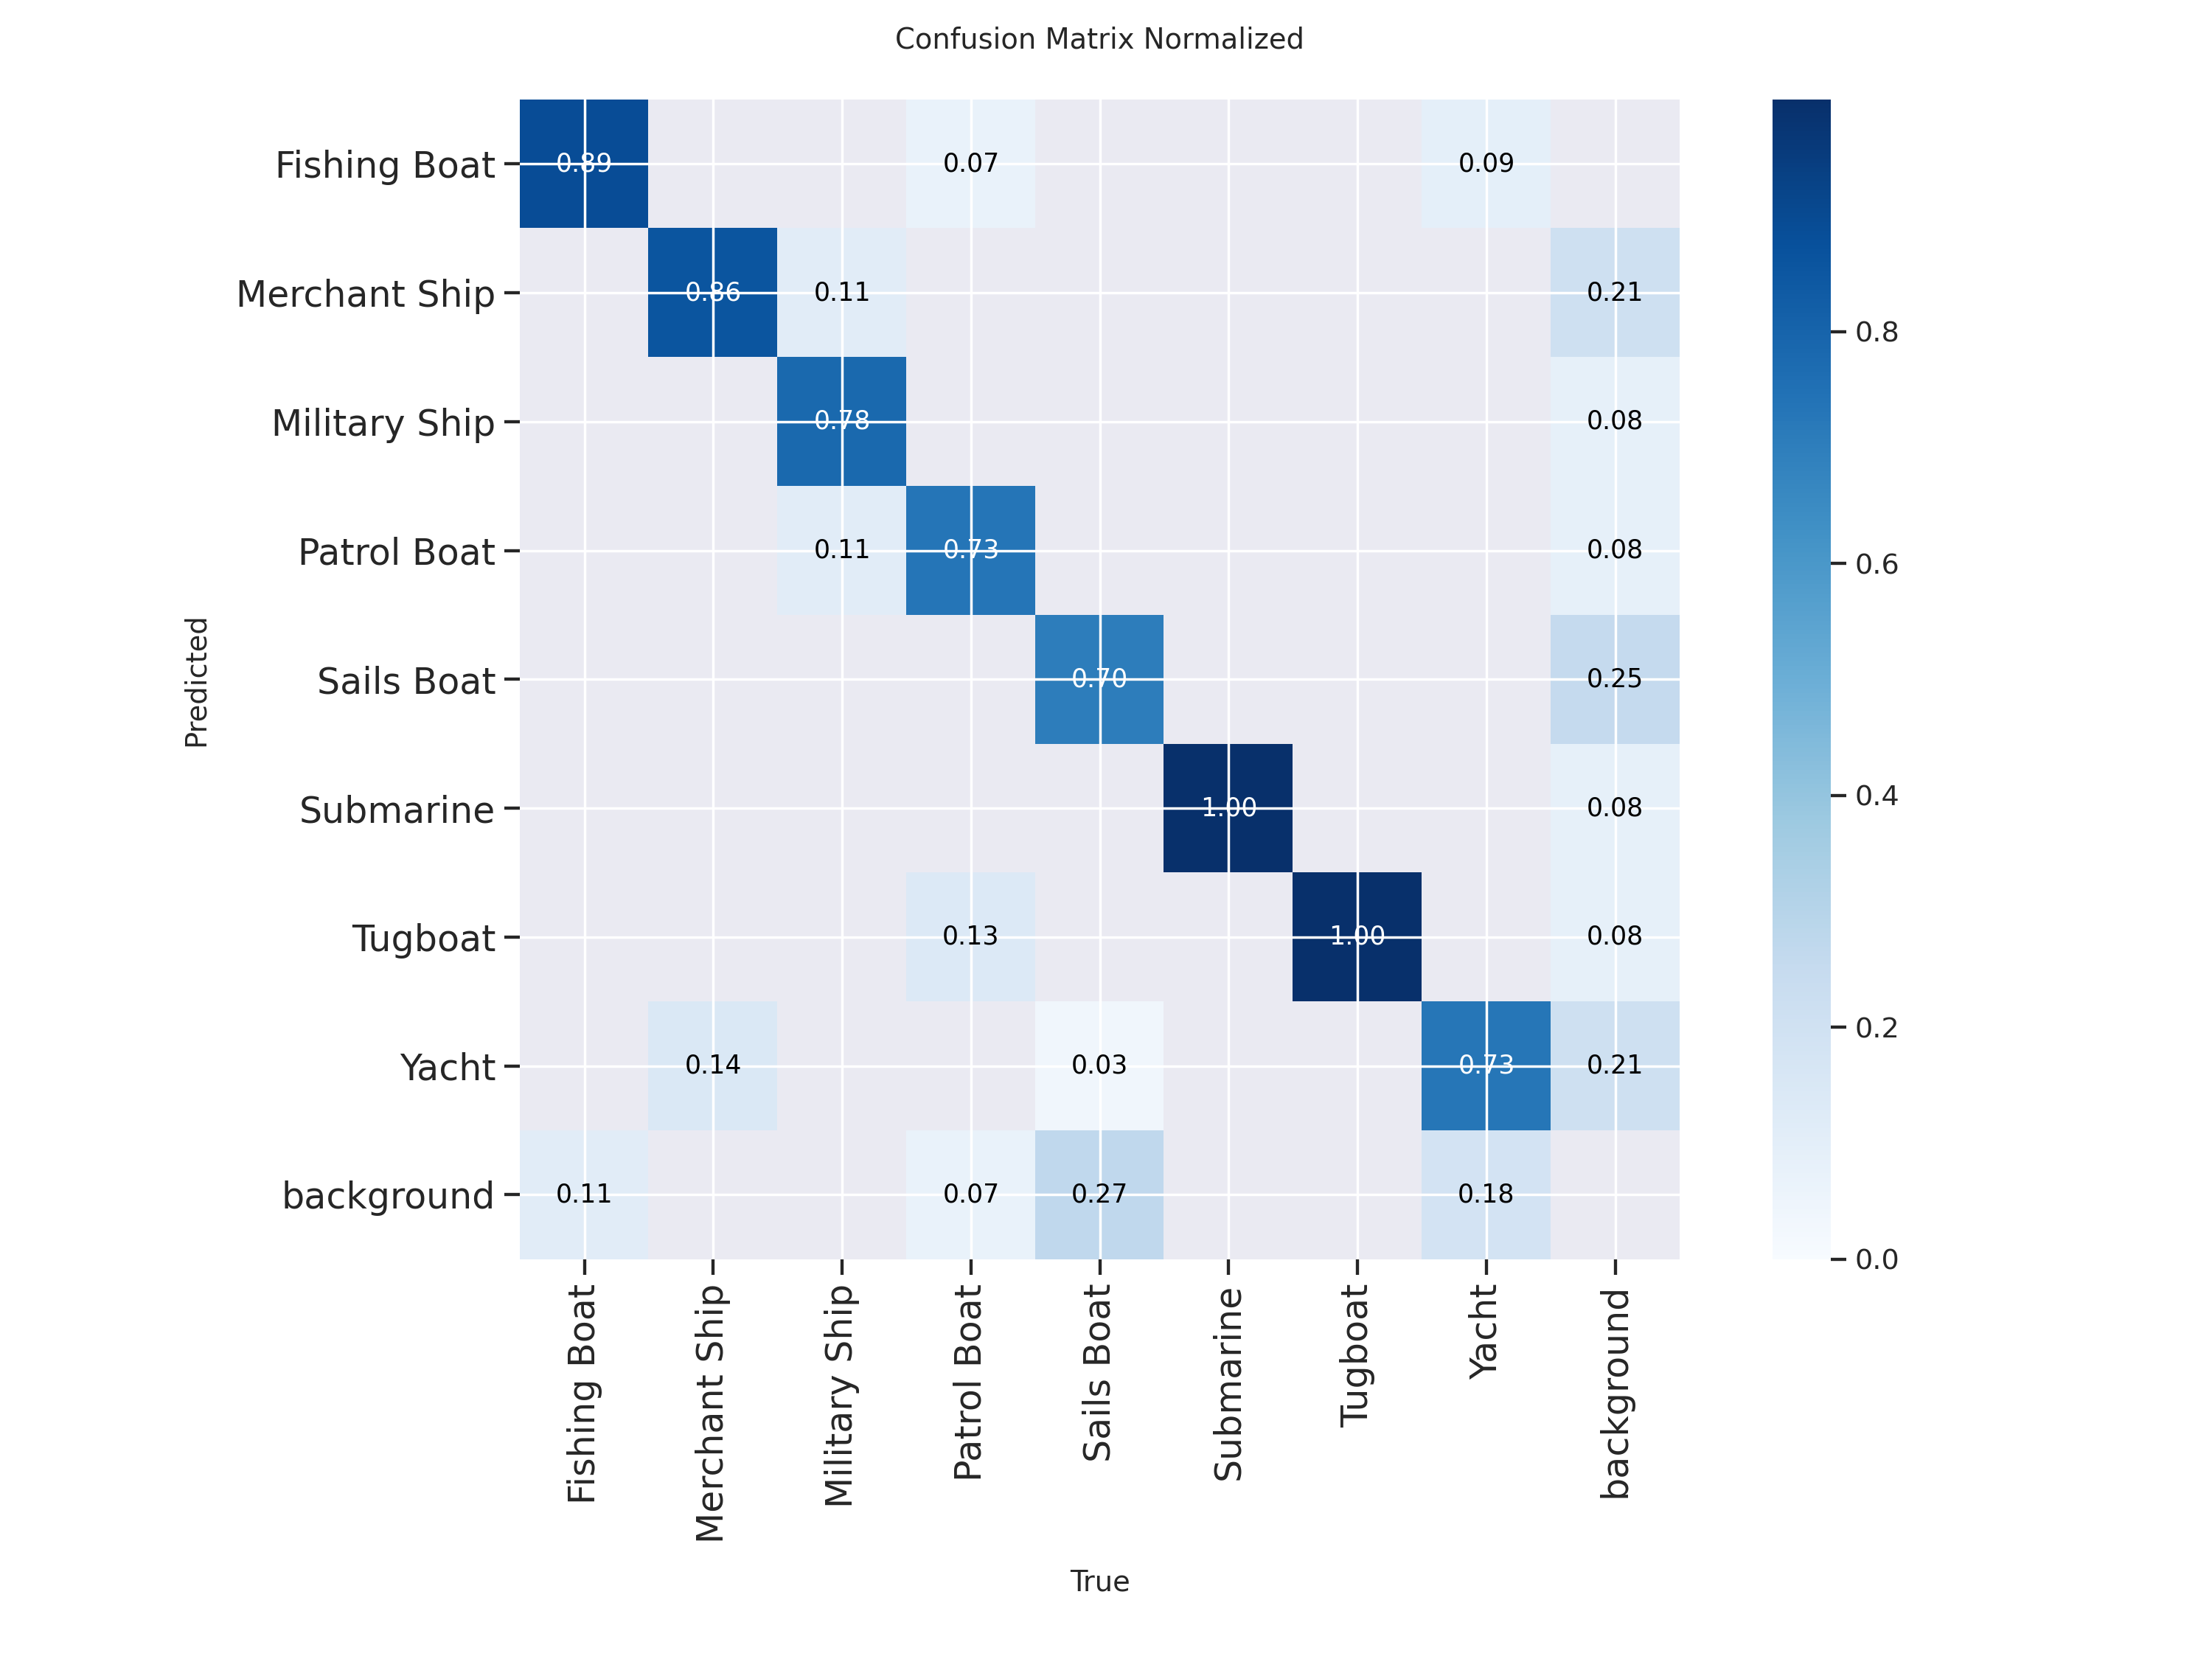 Confusion Matrix Normalized
Fishing Boat 0.89 0.07 0.09
Merchant Ship 0.86 0.11 0.21
0.8
Military Ship 0.78 0.08
Patrol Boat 0.11 0.73 0.08
0.6
Predicted
Sails Boat 0.70 0.25
Submarine 1.00 0.08
0.4
Tugboat 0.13 1.00 0.08
0.2
Yacht 0.14 0.03 0.73 0.21
background 0.11 0.07 0.27 0.18
0.0
Fishing Boat Merchant Ship Military Ship Patrol Boat Sails Boat Submarine Tugboat Yacht background
True